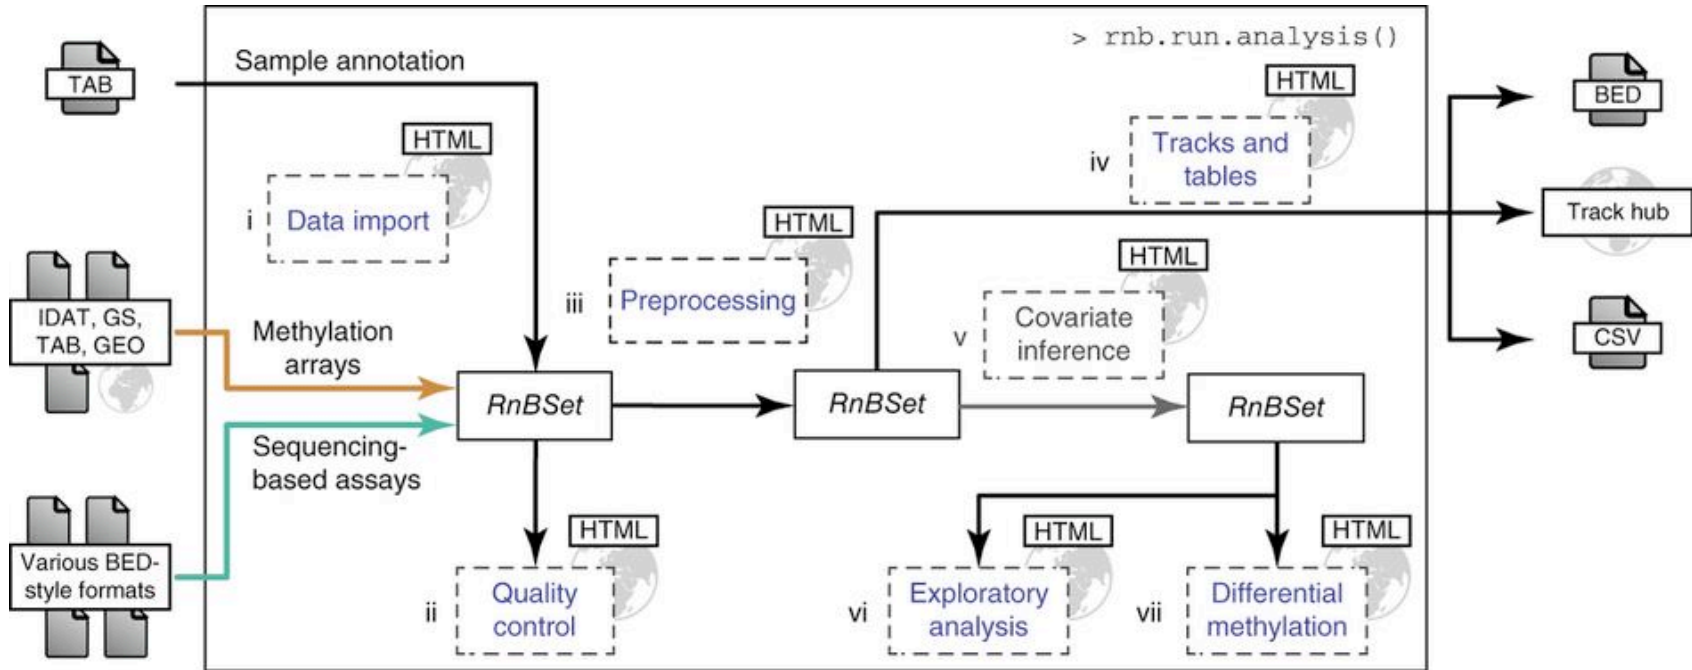 > rnb.run.analysis()
TAB
Sample annotation
HTML
i
Data import
HTML
iv
Tracks and
tables
BED
Track hub
CSV
IDAT, GS,
TAB, GEO
Methylation
arrays
HTML
iii
Preprocessing
HTML
v
Covariate
inference
RnBSet
RnBSet
RnBSet
Sequencing-
based assays
Various BED-
style formats
HTML
ii
Quality
control
HTML
vi
Exploratory
analysis
HTML
vii
Differential
methylation